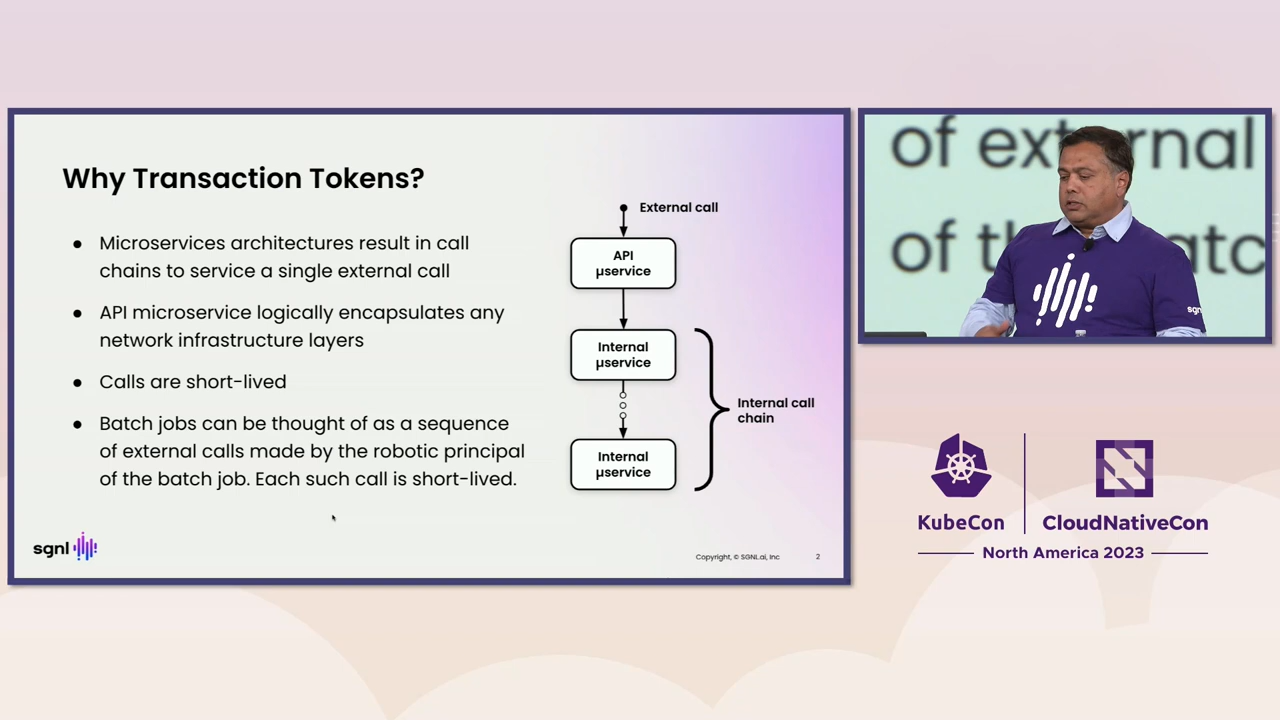 Why Transaction Tokens?
● Microservices architectures result in call
chains to service a single external call
● API microservice logically encapsulates any
network infrastructure layers
● Calls are short-lived
● Batch jobs can be thought of as a sequence
of external calls made by the robotic principal
of the batch job. Each such call is short-lived.
External call
API
µservice
Internal
µservice
Internal call
chain
Internal
µservice
sgnl
Copyright, © SGNL.ai, Inc
2
of external
of
sgnl
KubeCon
CloudNativeCon
North America 2023